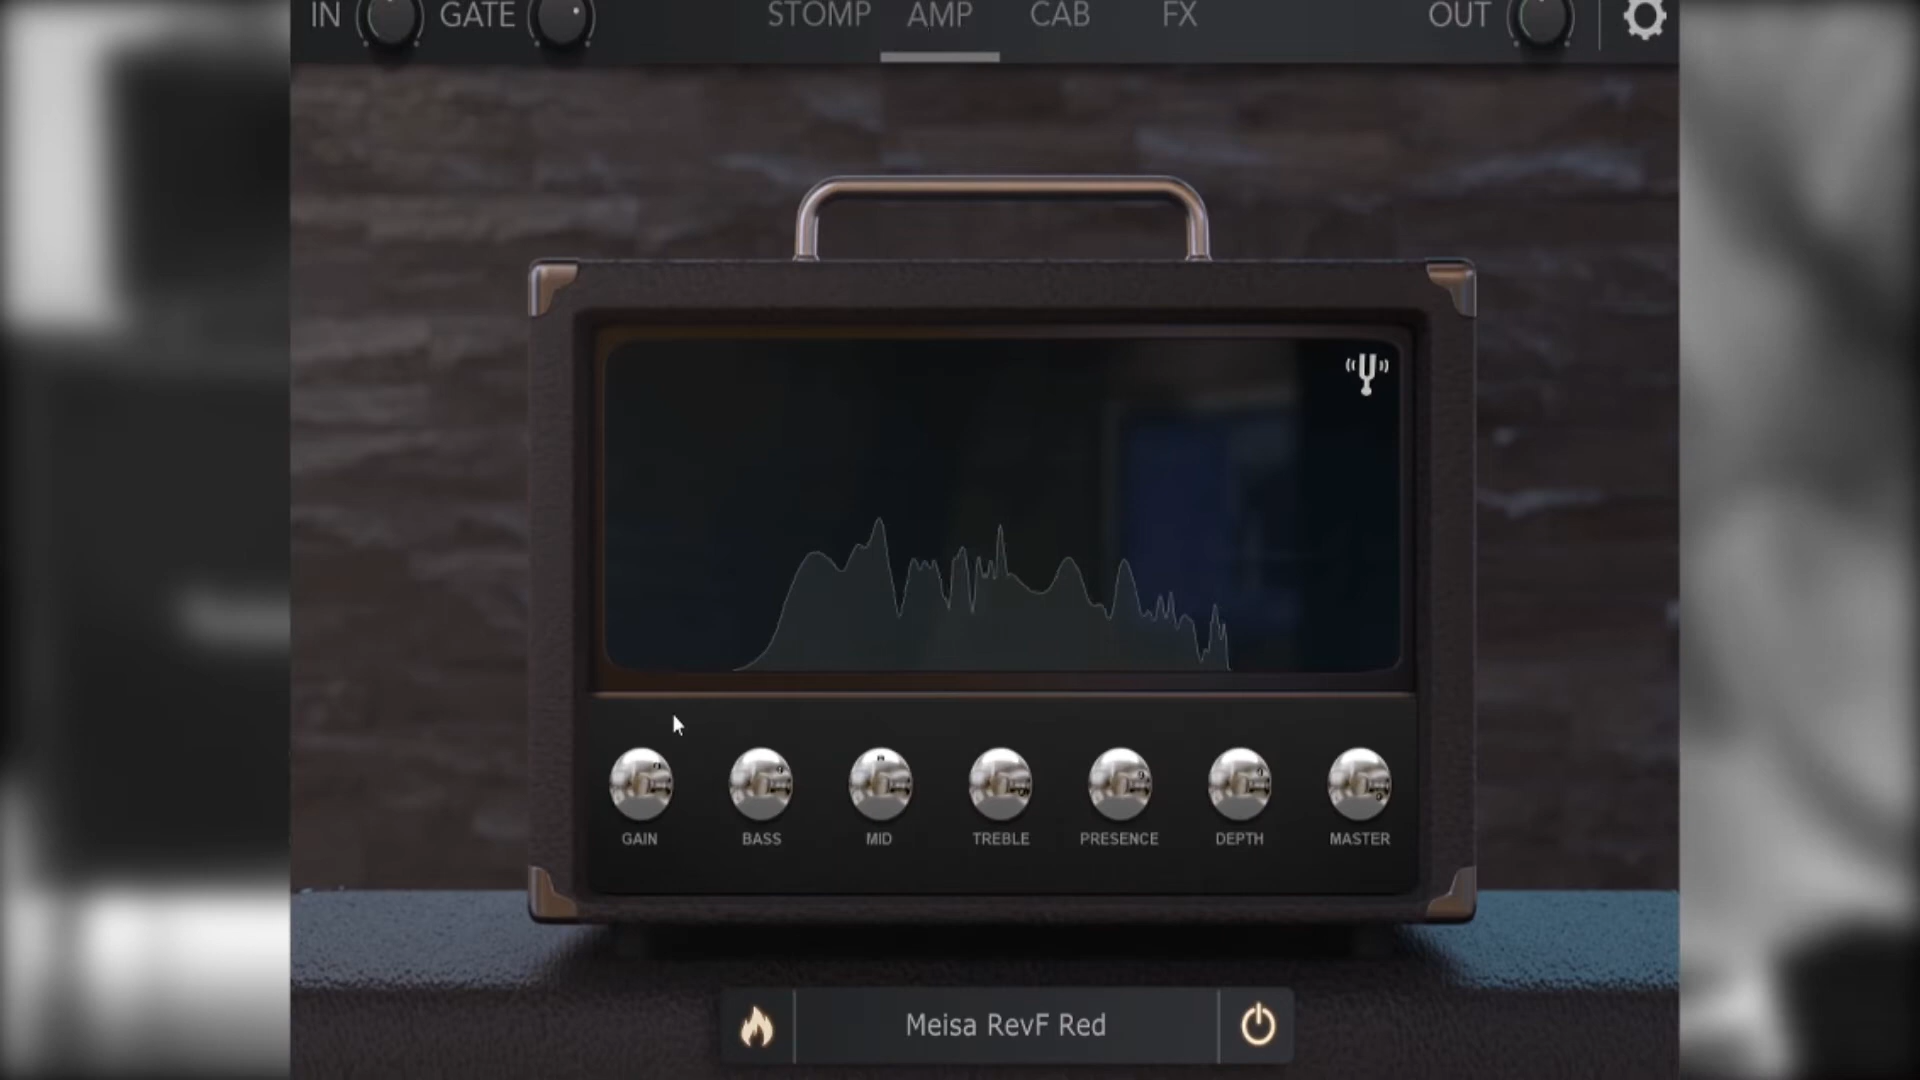 IN GATE STOMP AMP CAB FX OUT
GAIN BASS MID TREBLE PRESENCE DEPTH MASTER
Meisa RevF Red